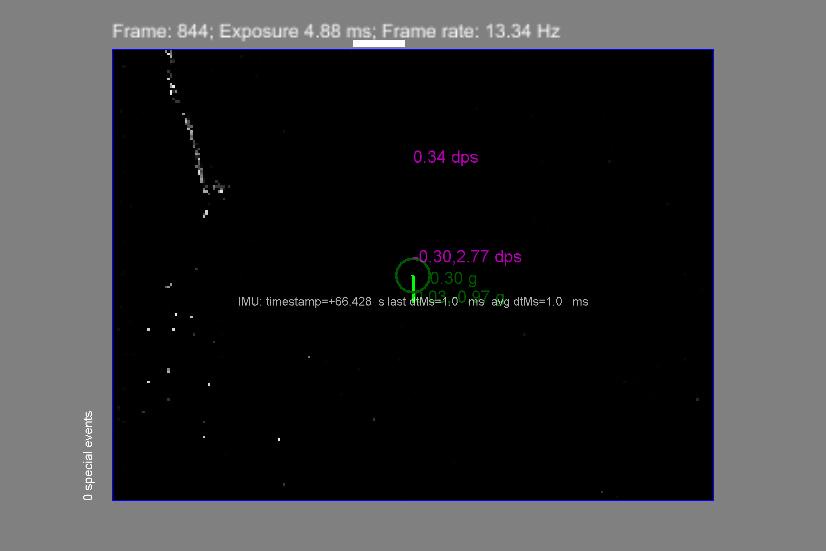 Frame: 844; Exposure 4.88 ms; Frame rate: 13.34 Hz
0.34 dps
-0.30,2.77 dps
0.30 g
0.97 g
IMU: timestamp=+66.428 s last dtMs=1.0 ms avg dtMs=1.0 ms
0 special events